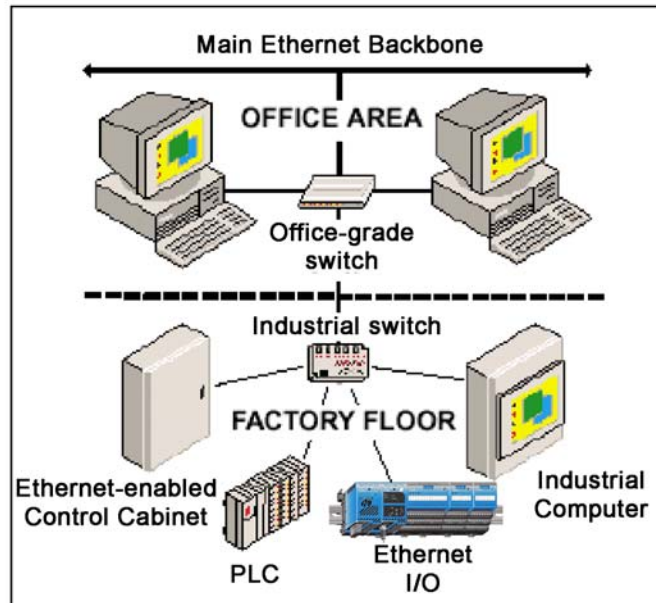 Main Ethernet Backbone
OFFICE AREA
Office-grade
switch
Industrial switch
FACTORY FLOOR
Ethernet-enabled
Control Cabinet
PLC
Ethernet
I/O
Industrial
Computer